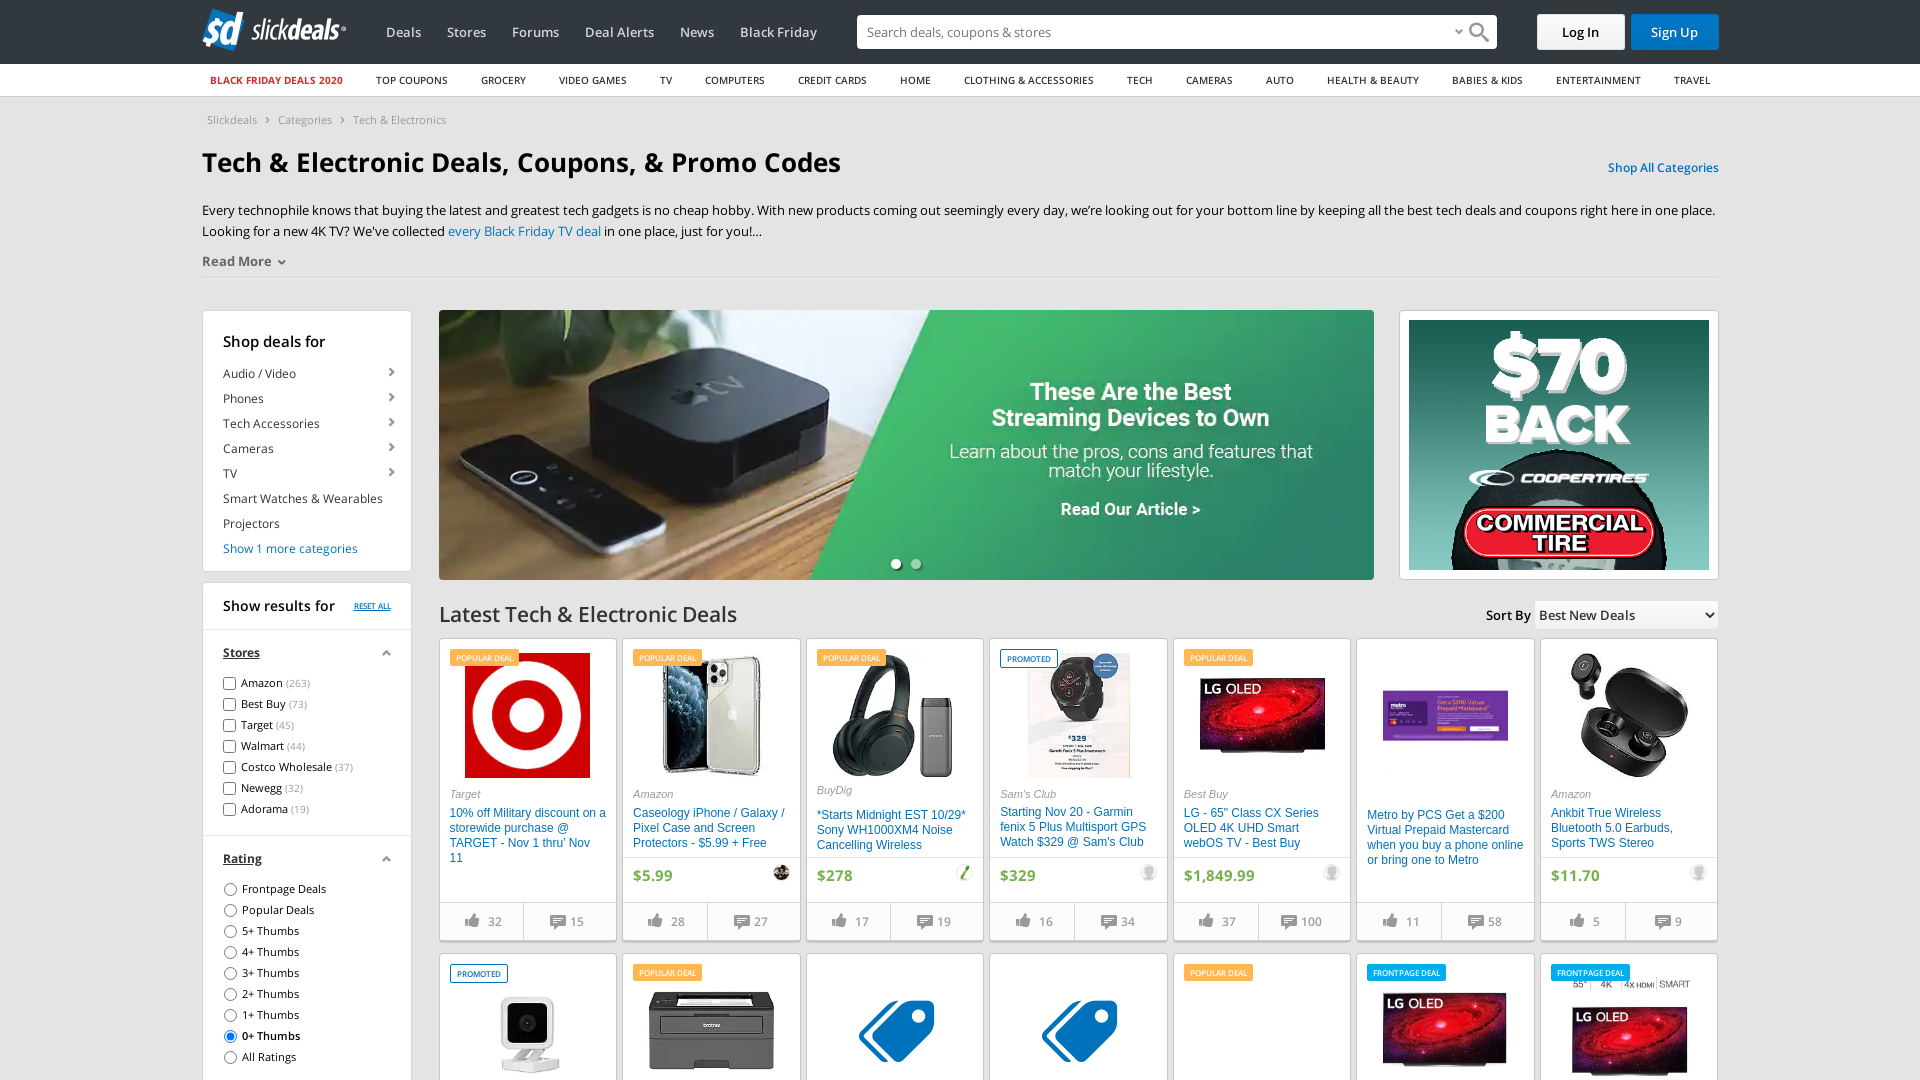 slickdeals
Deals
Stores
Forums
Deal Alerts
News
Black Friday
Search deals, coupons & stores
Log In
Sign Up
BLACK FRIDAY DEALS 2020
TOP COUPONS
GROCERY
VIDEO GAMES
TV
COMPUTERS
CREDIT CARDS
HOME
CLOTHING & ACCESSORIES
TECH
CAMERAS
AUTO
HEALTH & BEAUTY
BABIES & KIDS
ENTERTAINMENT
TRAVEL
Slickdeals > Categories > Tech & Electronics
Tech & Electronic Deals, Coupons, & Promo Codes
Shop All Categories
Every technophile knows that buying the latest and greatest tech gadgets is no cheap hobby. With new products coming out seemingly every day, we’re looking out for your bottom line by keeping all the best tech deals and coupons right here in one place.
Looking for a new 4K TV? We've collected every Black Friday TV deal in one place, just for you!...
Read More
Shop deals for
Audio / Video
Phones
Tech Accessories
Cameras
TV
Smart Watches & Wearables
Projectors
Show 1 more categories
Show results for
RESET ALL
Stores
Amazon (263)
Best Buy (73)
Target (45)
Walmart (44)
Costco Wholesale (37)
Newegg (32)
Adorama (19)
Rating
Frontpage Deals
Popular Deals
5+ Thumbs
4+ Thumbs
3+ Thumbs
2+ Thumbs
1+ Thumbs
0+ Thumbs
All Ratings
tv
These Are the Best
Streaming Devices to Own
Learn about the pros, cons and features that
match your lifestyle.
Read Our Article >
$70
BACK
COOPERTIRES
COMMERCIAL
TIRE
Latest Tech & Electronic Deals
Sort By
Best New Deals
POPULAR DEAL
Target
10% off Military discount on a
storewide purchase @
TARGET - Nov 1 thru' Nov
11
32
15
POPULAR DEAL
Amazon
Caseology iPhone / Galaxy /
Pixel Case and Screen
Protectors - $5.99 + Free
$5.99
28
27
POPULAR DEAL
BuyDig
*Starts Midnight EST 10/29*
Sony WH1000XM4 Noise
Cancelling Wireless
$278
17
19
PROMOTED
$329
Garmin Fenix 5 Plus Smartwatch
Sam's Club
Starting Nov 20 - Garmin
fenix 5 Plus Multisport GPS
Watch $329 @ Sam's Club
$329
16
34
POPULAR DEAL
LG OLED
Best Buy
LG - 65" Class CX Series
OLED 4K UHD Smart
webOS TV - Best Buy
$1,849.99
37
100
metro
Get a $200 Virtual
Prepaid Mastercard
Metro by PCS Get a $200
Virtual Prepaid Mastercard
when you buy a phone online
or bring one to Metro
11
58
Amazon
Ankbit True Wireless
Bluetooth 5.0 Earbuds,
Sports TWS Stereo
$11.70
5
9
PROMOTED
POPULAR DEAL
brother
POPULAR DEAL
FRONTPAGE DEAL
LG OLED
FRONTPAGE DEAL
55" 4K 4X HDMI SMART
LG OLED